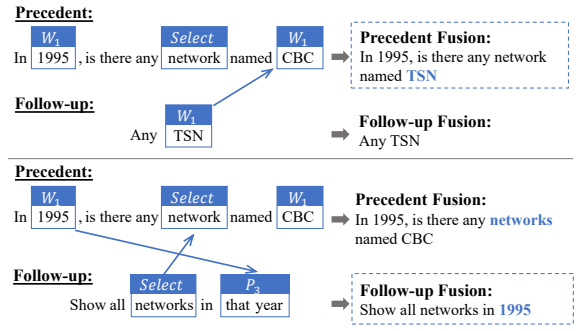 Precedent:
W1 Select W1
In 1995 , is there any network named CBC
Precedent Fusion:
In 1995, is there any network
named TSN
Follow-up:
W1
Any TSN
Follow-up Fusion:
Any TSN
Precedent:
W1 Select W1
In 1995 , is there any network named CBC
Precedent Fusion:
In 1995, is there any networks
named CBC
Follow-up:
Select P3
Show all networks in that year
Follow-up Fusion:
Show all networks in 1995